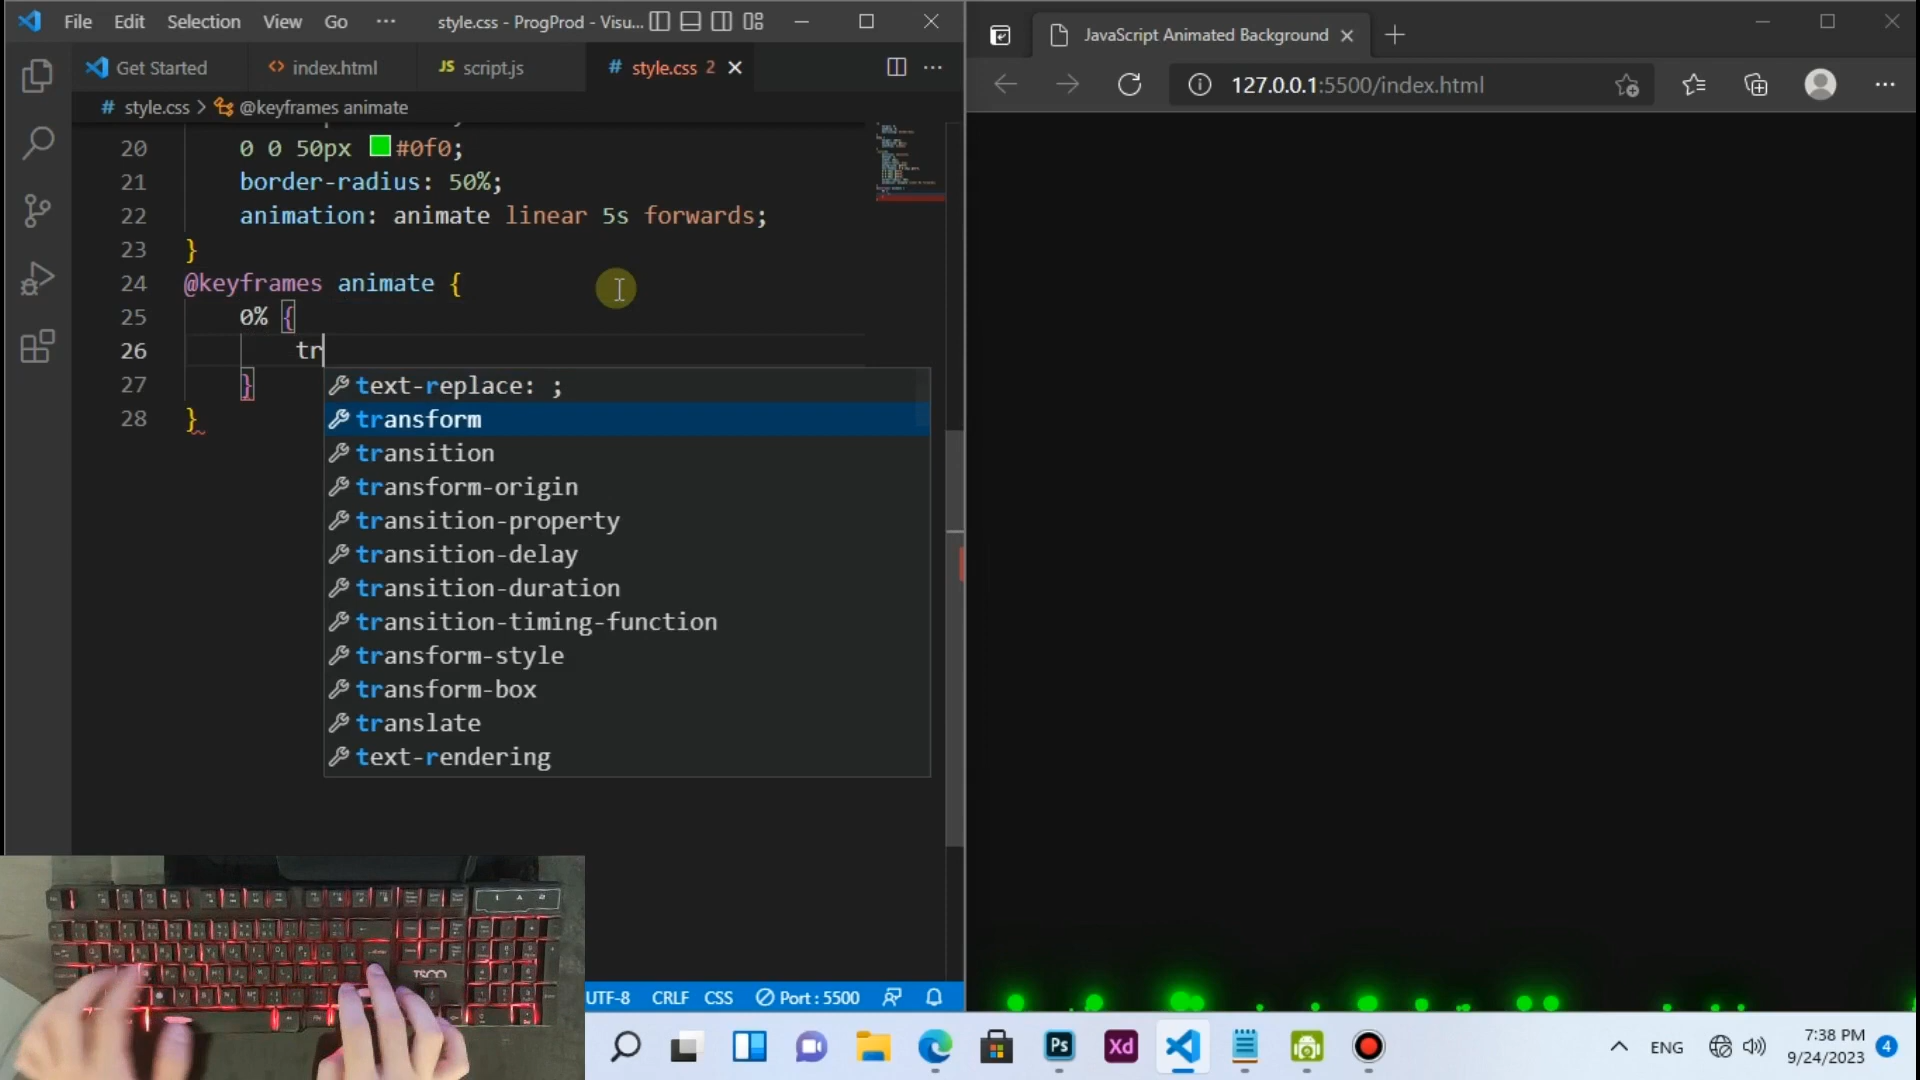 File Edit Selection View Go ··· style.css - ProgProd - Visu...
Get Started index.html JS script.js # style.css 2
# style.css > @keyframes animate
20 0 0 50px #0f0;
21 border-radius: 50%;
22 animation: animate linear 5s forwards;
23 }
24 @keyframes animate {
25 0% {
26 tr
27 }
28 }
text-replace: ;
transform
transition
transform-origin
transition-property
transition-delay
transition-duration
transition-timing-function
transform-style
transform-box
translate
text-rendering
UTF-8 CRLF CSS Port : 5500
JavaScript Animated Background
127.0.0.1:5500/index.html
TSCO
Ps Xd
ENG
7:38 PM
9/24/2023
4